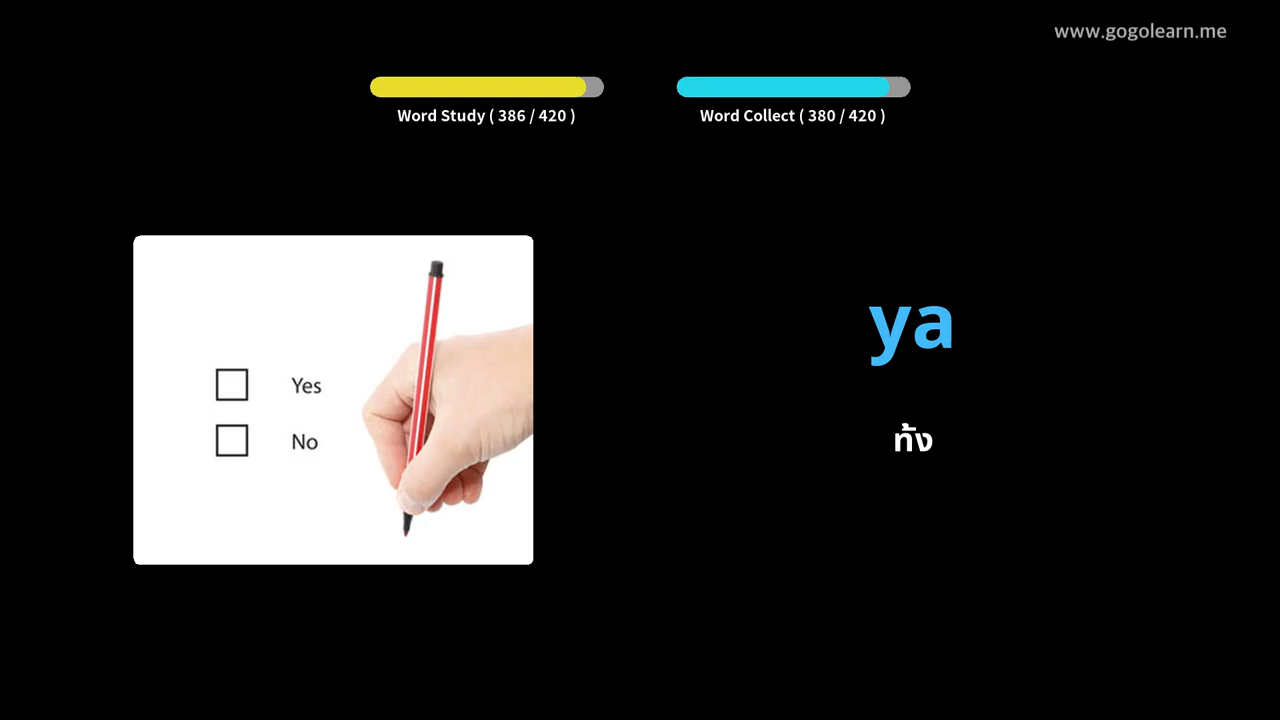 www.gogolearn.me
Word Study ( 386 / 420 )
Word Collect ( 380 / 420 )
Yes
No
ya
ท้ง